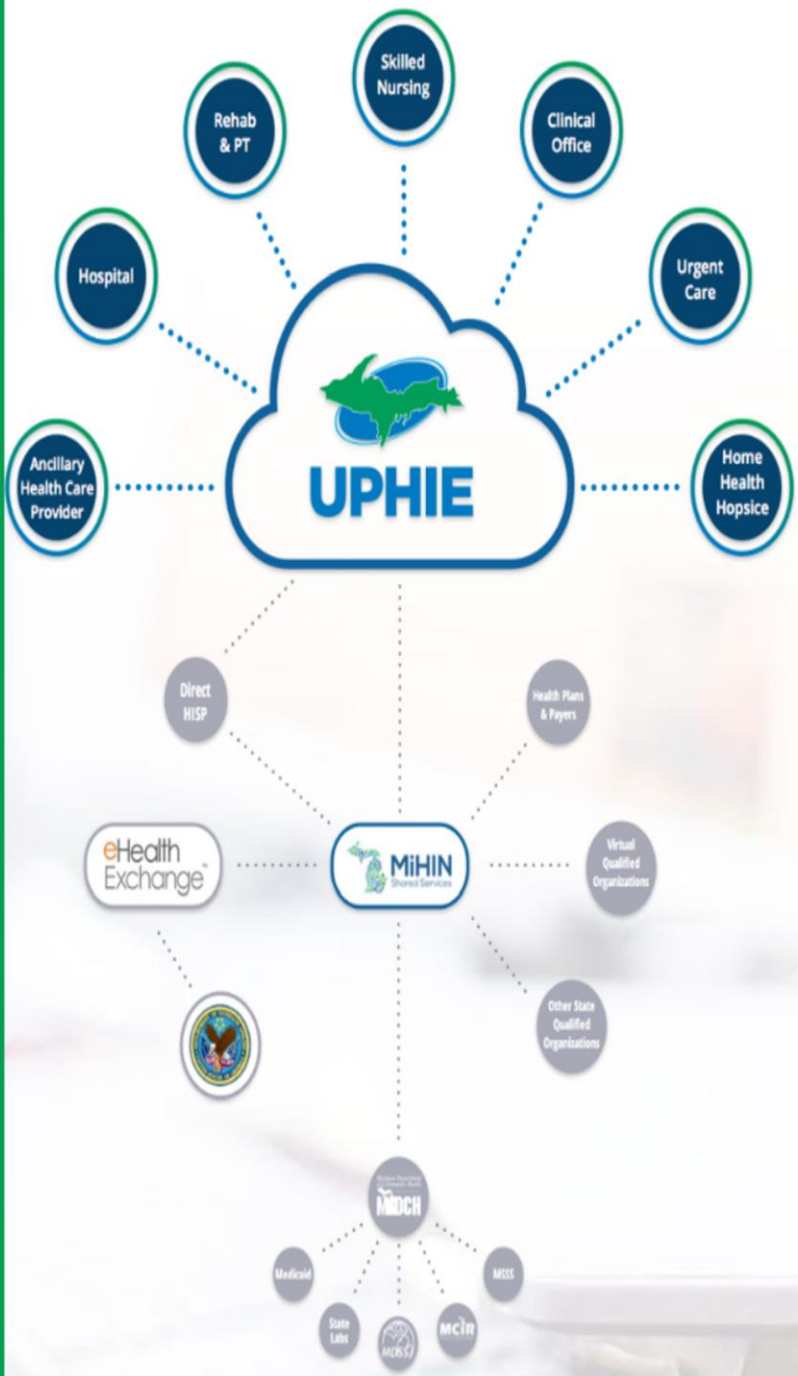 Skilled
Nursing
Rehab
& PT
Clinical
Office
Hospital
Urgent
Care
UPHIE
Ancillary
Health Care
Provider
Home
Health
Hopsice
Direct
HISP
Health Plans
& Payers
eHealth
Exchange™
MiHIN
Shared Services
Virtual
Qualified
Organizations
Other State
Qualified
Organizations
MDCH
Medicaid
MSSS
State
Labs
MDSS
MCIR